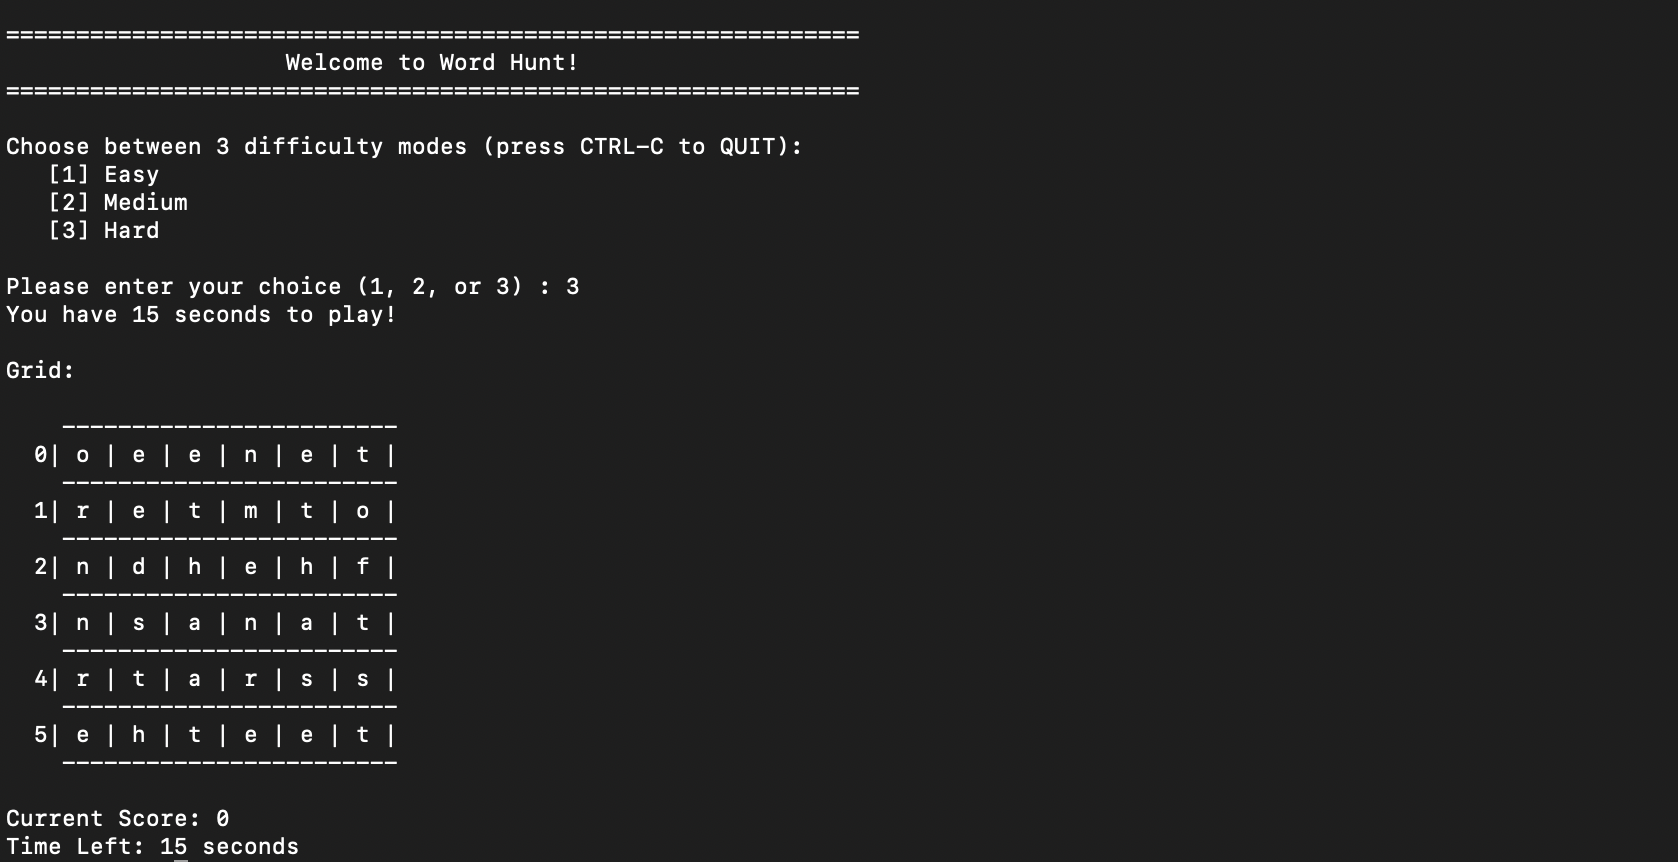 =============================================================
                    Welcome to Word Hunt!
=============================================================

Choose between 3 difficulty modes (press CTRL-C to QUIT):
   [1] Easy
   [2] Medium
   [3] Hard

Please enter your choice (1, 2, or 3) : 3
You have 15 seconds to play!

Grid:

    ------------------------
  0| o | e | e | n | e | t |
    ------------------------
  1| r | e | t | m | t | o |
    ------------------------
  2| n | d | h | e | h | f |
    ------------------------
  3| n | s | a | n | a | t |
    ------------------------
  4| r | t | a | r | s | s |
    ------------------------
  5| e | h | t | e | e | t |
    ------------------------

Current Score: 0
Time Left: 15 seconds